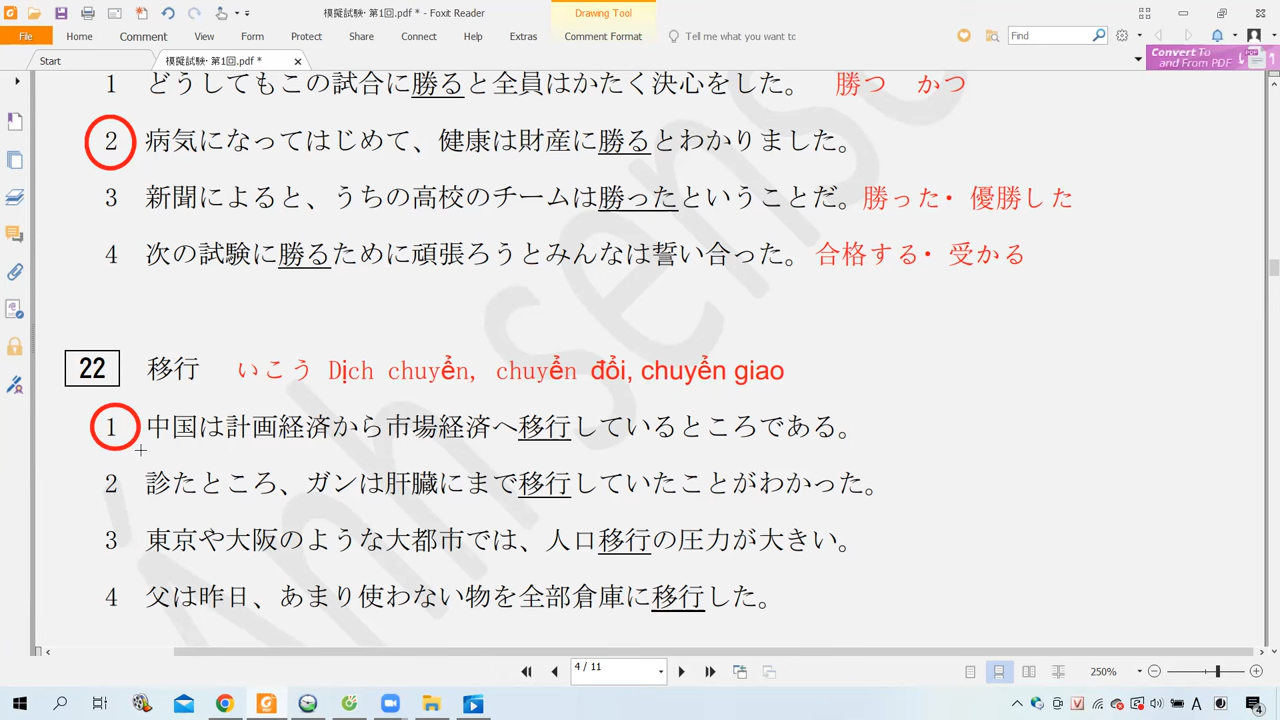 模擬試験・第1回.pdf * - Foxit Reader
Drawing Tool
File Home Comment View Form Protect Share Connect Extras Help Comment Format Tell me what you want to Find
Start 模擬試験・第1回.pdf *
Convert To
and From PDF
1 どうしてもこの試合に勝ると全員はかたく決心をした。 勝つ かつ
2 病気になってはじめて、健康は財産に勝るとわかりました。
3 新聞によると、うちの高校のチームは勝ったということだ。 勝った・優勝した
4 次の試験に勝るために頑張ろうとみんなは誓い合った。 合格する・受かる
22 移行 いこう Dịch chuyển, chuyển đổi, chuyển giao
1 中国は計画経済から市場経済へ移行しているところである。
2 診たところ、ガンは肝臓にまで移行していたことがわかった。
3 東京や大阪のような大都市では、人口移行の圧力が大きい。
4 父は昨日、あまり使わない物を全部倉庫に移行した。
Anh sensei
4 / 11
250%
A
4